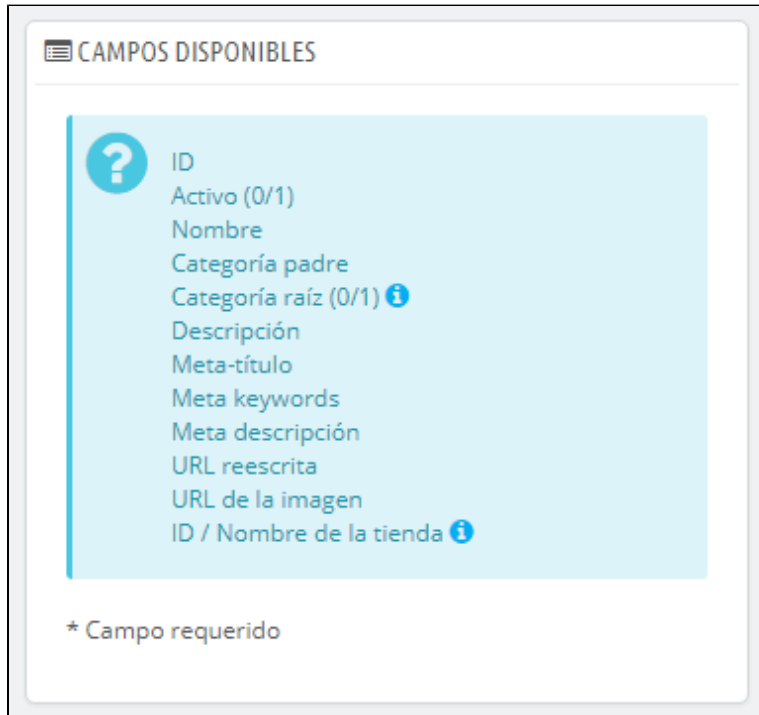 CAMPOS DISPONIBLES
ID
Activo (0/1)
Nombre
Categoría padre
Categoría raíz (0/1)
Descripción
Meta-título
Meta keywords
Meta descripción
URL reescrita
URL de la imagen
ID / Nombre de la tienda
* Campo requerido